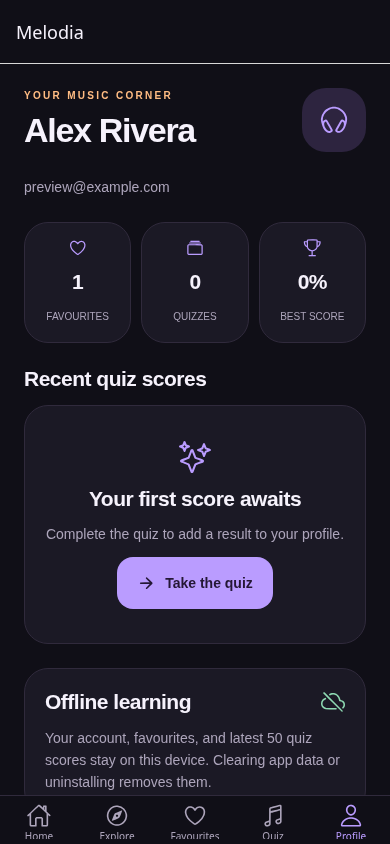 Melodia
YOUR MUSIC CORNER
Alex Rivera
preview@example.com
1
FAVOURITES
0
QUIZZES
0%
BEST SCORE
Recent quiz scores
Your first score awaits
Complete the quiz to add a result to your profile.
Take the quiz
Offline learning
Your account, favourites, and latest 50 quiz
scores stay on this device. Clearing app data or
uninstalling removes them.
Home
Explore
Favourites
Quiz
Profile